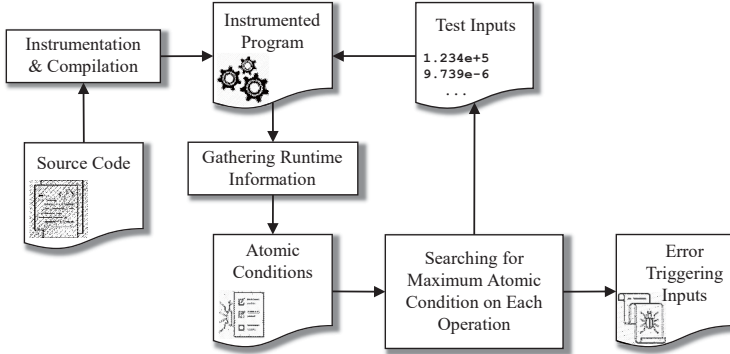 Instrumentation
& Compilation
Instrumented
Program
Test Inputs
1.234e+5
9.739e-6
...
Source Code
Gathering Runtime
Information
Atomic
Conditions
Searching for
Maximum Atomic
Condition on Each
Operation
Error
Triggering
Inputs